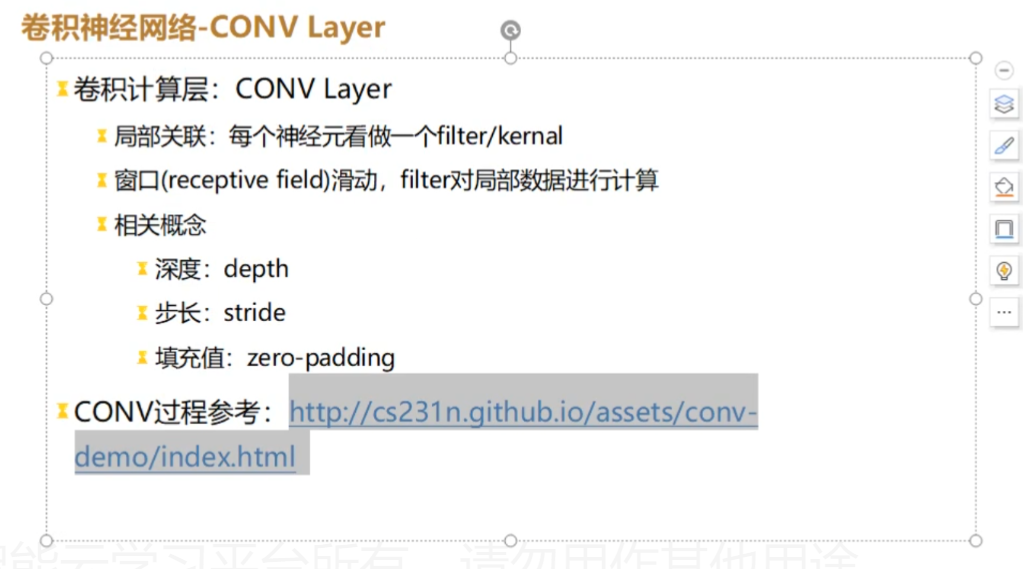 卷积神经网络-CONV Layer
卷积计算层：CONV Layer
局部关联：每个神经元看做一个filter/kernal
窗口(receptive field)滑动，filter对局部数据进行计算
相关概念
深度：depth
步长：stride
填充值：zero-padding
CONV过程参考：http://cs231n.github.io/assets/conv-
demo/index.html
能云学习平台所有 请勿用作其他用途